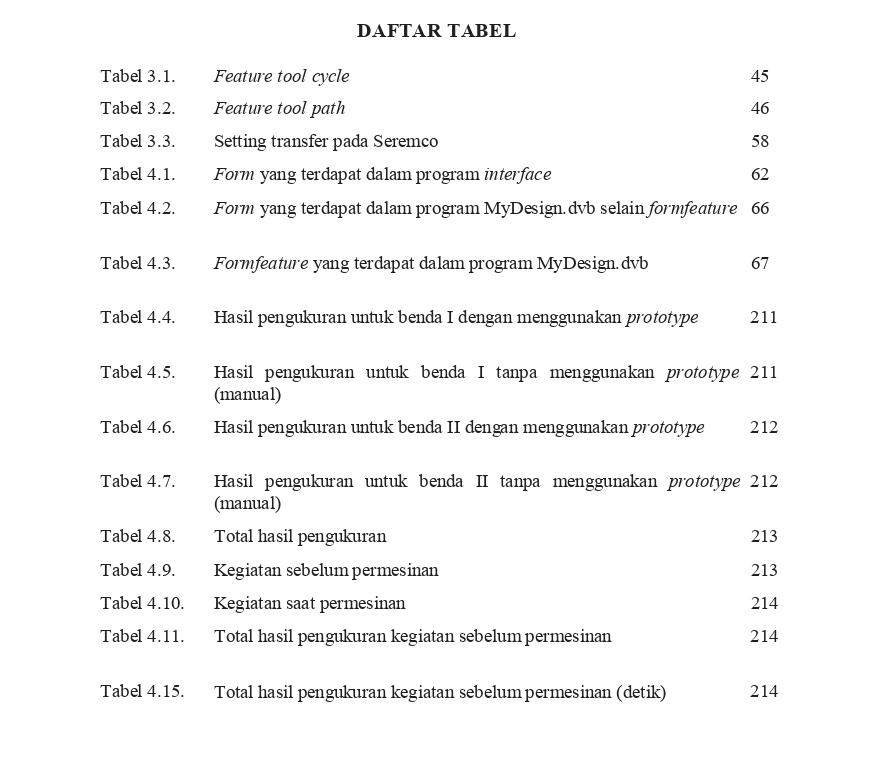 DAFTAR TABEL
Tabel 3.1. Feature tool cycle 45
Tabel 3.2. Feature tool path 46
Tabel 3.3. Setting transfer pada Seremco 58
Tabel 4.1. Form yang terdapat dalam program interface 62
Tabel 4.2. Form yang terdapat dalam program MyDesign.dvb selain formfeature 66
Tabel 4.3. Formfeature yang terdapat dalam program MyDesign.dvb 67
Tabel 4.4. Hasil pengukuran untuk benda I dengan menggunakan prototype 211
Tabel 4.5. Hasil pengukuran untuk benda I tanpa menggunakan prototype 211
(manual)
Tabel 4.6. Hasil pengukuran untuk benda II dengan menggunakan prototype 212
Tabel 4.7. Hasil pengukuran untuk benda II tanpa menggunakan prototype 212
(manual)
Tabel 4.8. Total hasil pengukuran 213
Tabel 4.9. Kegiatan sebelum permesinan 213
Tabel 4.10. Kegiatan saat permesinan 214
Tabel 4.11. Total hasil pengukuran kegiatan sebelum permesinan 214
Tabel 4.15. Total hasil pengukuran kegiatan sebelum permesinan (detik) 214